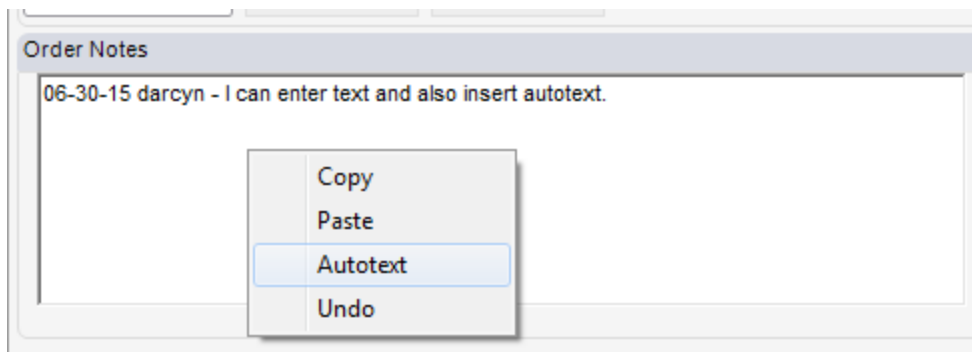 Order Notes
06-30-15 darcyn - I can enter text and also insert autotext.
Copy
Paste
Autotext
Undo